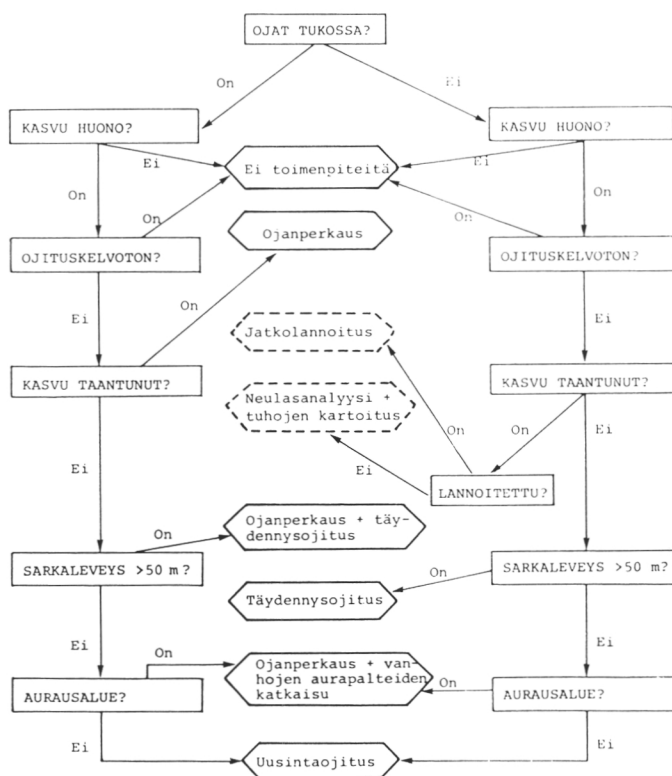 OJAT TUKOSSA?
On
Ei
KASVU HUONO?
KASVU HUONO?
Ei
Ei toimenpiteitä
Ei
On
On
On
On
Ojanperkaus
OJITUSKELVOTON?
OJITUSKELVOTON?
Ei
On
Ei
Jatkolannoitus
KASVU TAANTUNUT?
KASVU TAANTUNUT?
Neulasanalyysi +
tuhojen kartoitus
On
On
Ei
Ei
Ei
LANNOITETTU?
Ojanperkaus + täy-
dennysojitus
On
SARKALEVEYS >50 m?
SARKALEVEYS >50 m?
On
Täydennysojitus
Ei
Ei
On
Ojanperkaus + van-
hojen aurapalteiden
katkaisu
On
AURAUSALUE?
AURAUSALUE?
Ei
Ei
Uusintaojitus